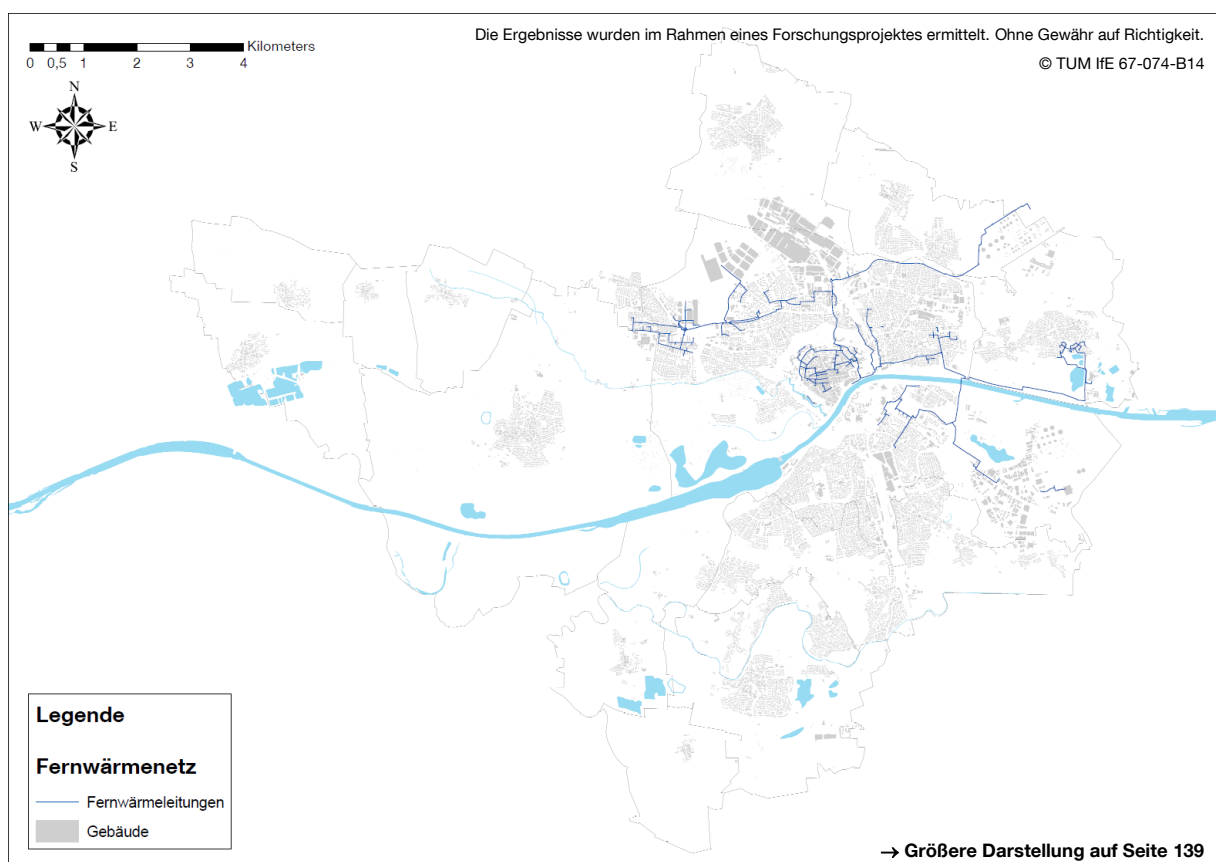 Die Ergebnisse wurden im Rahmen eines Forschungsprojektes ermittelt. Ohne Gewähr auf Richtigkeit.
© TUM IfE 67-074-B14
Kilometers
0 0,5 1 2 3 4
N
W E
S
Legende
Fernwärmenetz
Fernwärmeleitungen
Gebäude
→ Größere Darstellung auf Seite 139